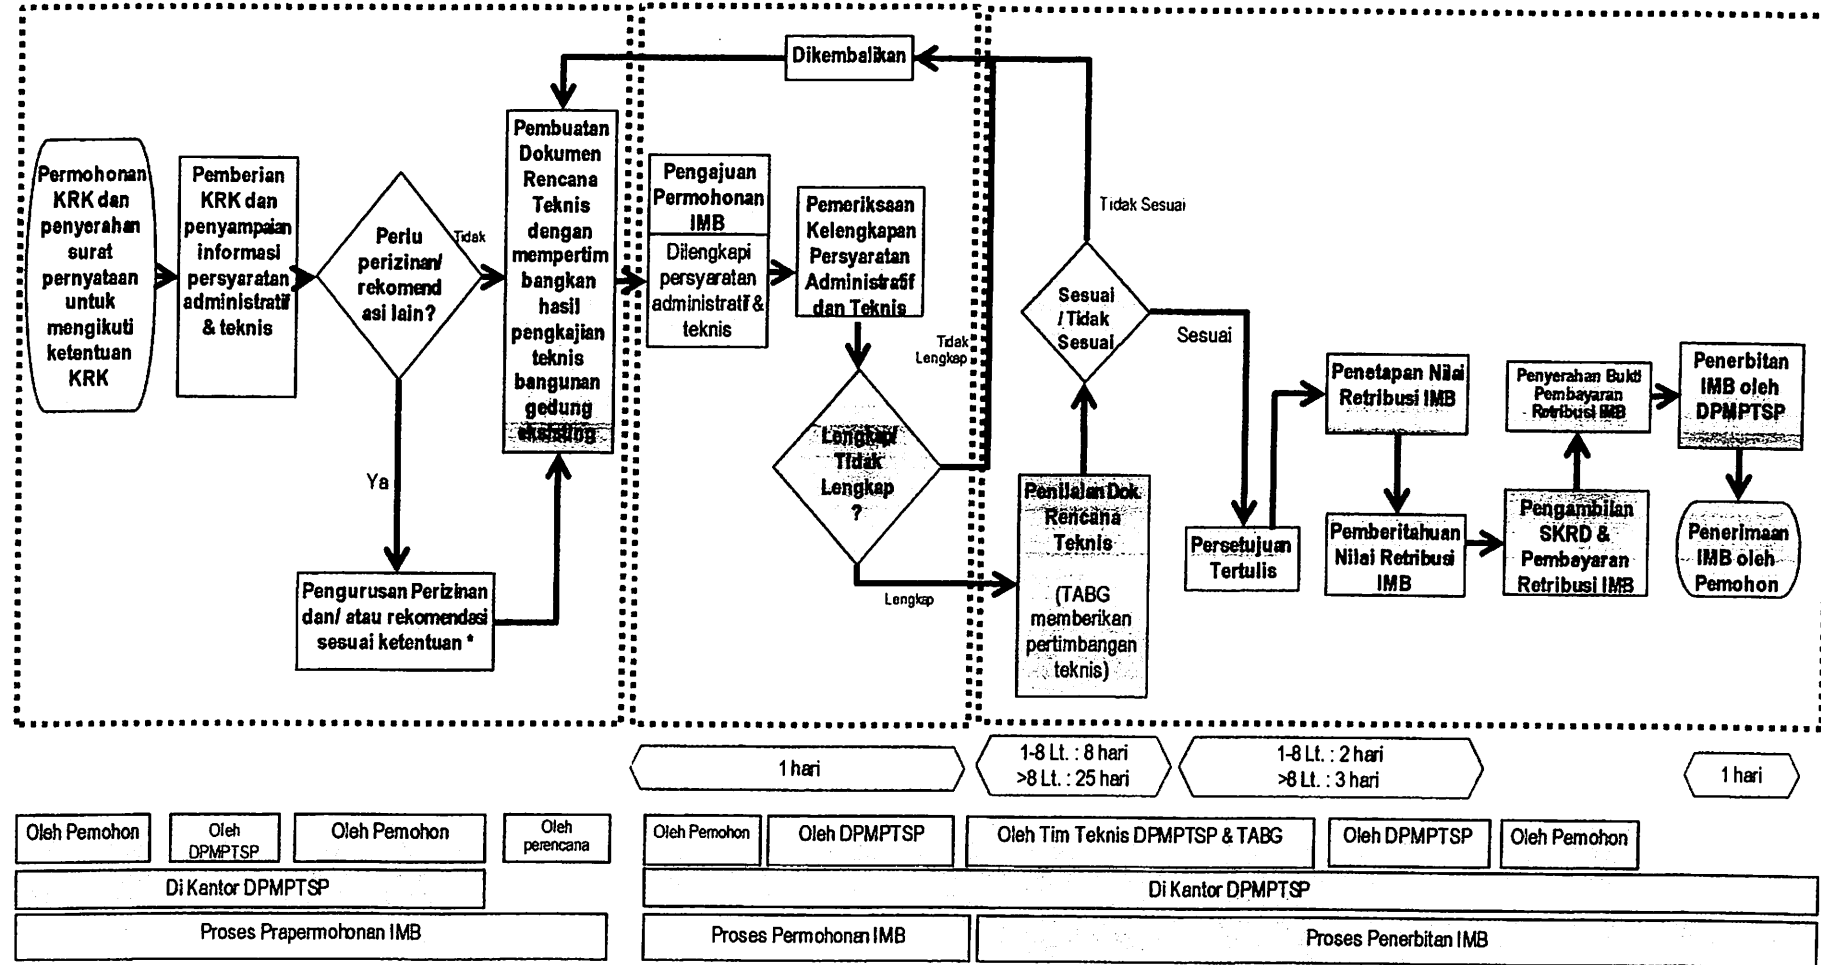 Dikembalikan
Permohonan
KRK dan
penyerahan
surat
pernyataan
untuk
mengikuti
ketentuan
KRK
Pemberian
KRK dan
penyampaian
informasi
persyaratan
administratif
& teknis
Perlu
perizinan/
rekomend
asi lain?
Tidak
Ya
Pengurusan Perizinan
dan/ atau rekomendasi
sesuai ketentuan *
Pembuatan
Dokumen
Rencana
Teknis
dengan
mempertim
bangkan
hasil
pengkajian
teknis
bangunan
gedung
eksisting
Pengajuan
Permohonan
IMB
Dilengkapi
persyaratan
administratif &
teknis
Pemeriksaan
Kelengkapan
Persyaratan
Administratif
dan Teknis
Tidak
Lengkap
Lengkap/
Tidak
Lengkap
?
Lengkap
Penilaian Dok.
Rencana
Teknis
(TABG
memberikan
pertimbangan
teknis)
Tidak Sesuai
Sesuai
/ Tidak
Sesuai
Sesuai
Persetujuan
Tertulis
Penetapan Nilai
Retribusi IMB
Pemberitahuan
Nilai Retribusi
IMB
Pengambilan
SKRD &
Pembayaran
Retribusi IMB
Penyerahan Bukti
Pembayaran
Retribusi IMB
Penerbitan
IMB oleh
DPMPTSP
Penerimaan
IMB oleh
Pemohon
1 hari
1-8 Lt. : 8 hari
>8 Lt. : 25 hari
1-8 Lt. : 2 hari
>8 Lt. : 3 hari
1 hari
Oleh Pemohon
Oleh
DPMPTSP
Oleh Pemohon
Oleh
perencana
Oleh Pemohon
Oleh DPMPTSP
Oleh Tim Teknis DPMPTSP & TABG
Oleh DPMPTSP
Oleh Pemohon
Di Kantor DPMPTSP
Di Kantor DPMPTSP
Proses Prapermohonan IMB
Proses Permohonan IMB
Proses Penerbitan IMB